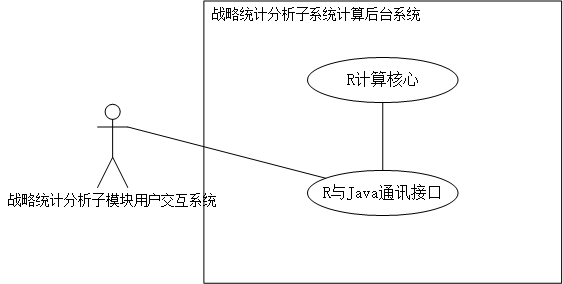 战略统计分析子系统计算后台系统
R计算核心
R与Java通讯接口
战略统计分析子模块用户交互系统